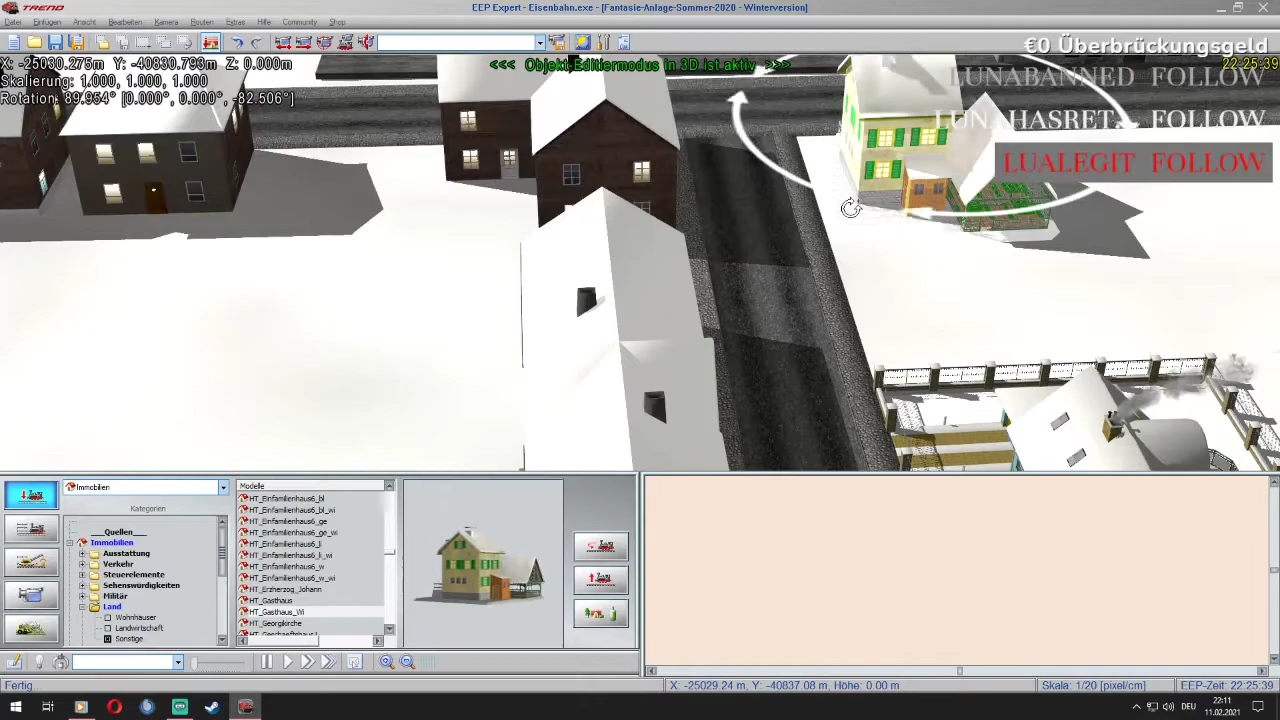 TREND
EEP Expert - Eisenbahn.exe - [Fantasie-Anlage-Sommer-2020 - Winterversion]
Datei Einfügen Ansicht Bearbeiten Kamera Routen Extras Hilfe Community Shop
€0 Überbrückungsgeld
X: -25030.275m Y: -40830.793m Z: 0.000m
<<< Objekt Editiermodus in 3D ist aktiv >>>
22:25:39
Skalierung: 1.000, 1.000, 1.000
LUNABANNED FOLLOW
Rotation: 89.954° [0.000°, 0.000°, -82.506°]
LUNAHASRET FOLLOW
LUALEGIT FOLLOW
Immobilien
Kategorien
__Quellen__
Immobilien
Ausstattung
Verkehr
Steuerelemente
Sehenswürdigkeiten
Militär
Land
Wohnhäuser
Landwirtschaft
Sonstige
Modelle
HT_Einfamilienhaus6_bl
HT_Einfamilienhaus6_bl_wi
HT_Einfamilienhaus6_ge
HT_Einfamilienhaus6_ge_wi
HT_Einfamilienhaus6_li
HT_Einfamilienhaus6_li_wi
HT_Einfamilienhaus6_w
HT_Einfamilienhaus6_w_wi
HT_Erzherzog_Johann
HT_Gasthaus
HT_Gasthaus_Wi
HT_Georgikirche
HT_Geschaeftshaus1
Fertig
X: -25029.24 m, Y: -40837.08 m, Höhe: 0.00 m
Skala: 1/20 [pixel/cm]
EEP-Zeit: 22:25:39
DEU
22:11
11.02.2021